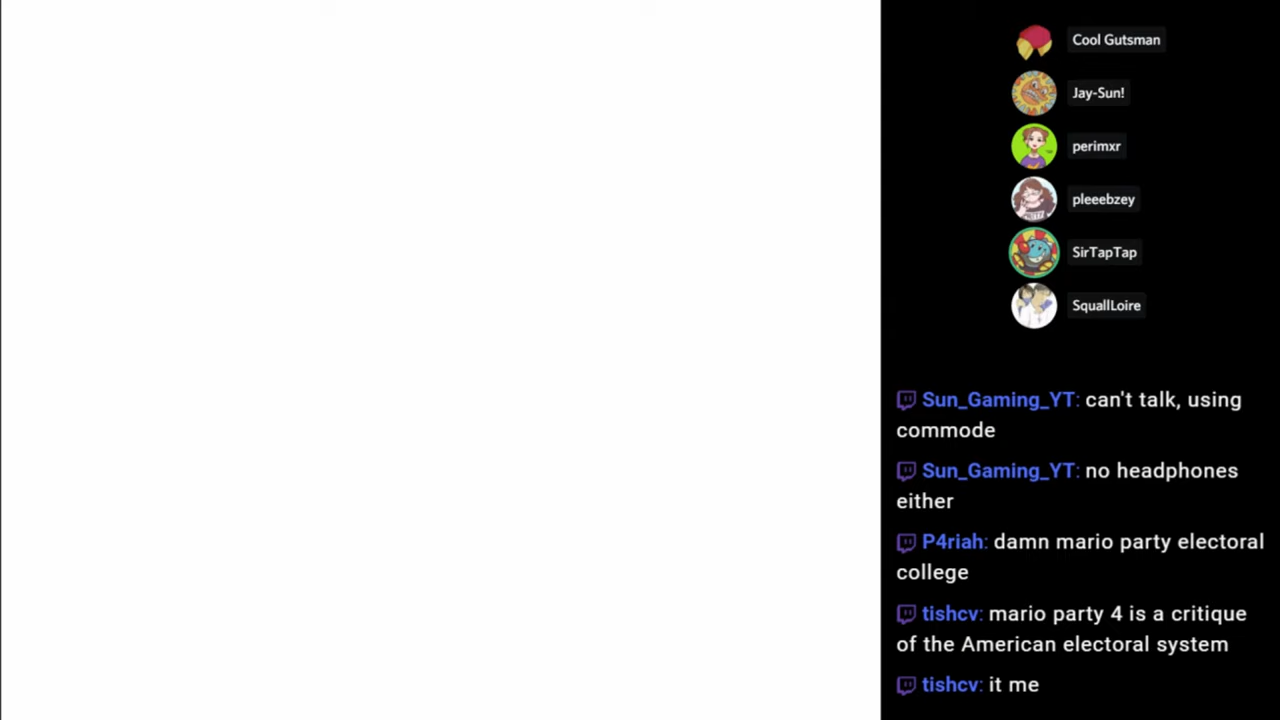 Cool Gutsman
Jay-Sun!
perimxr
pleeebzey
SirTapTap
SquallLoire
Sun_Gaming_YT: can't talk, using
commode
Sun_Gaming_YT: no headphones
either
P4riah: damn mario party electoral
college
tishcv: mario party 4 is a critique
of the American electoral system
tishcv: it me